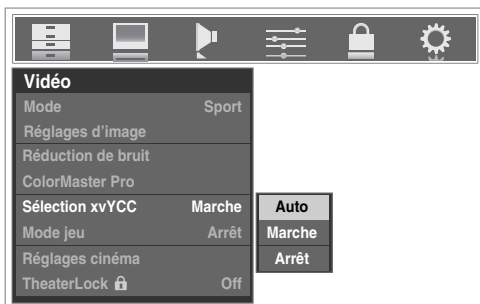 Vidéo
Mode Sport
Réglages d'image
Réduction de bruit
ColorMaster Pro
Sélection xvYCC Marche Auto
Mode jeu Arrêt Marche
Réglages cinéma Arrêt
TheaterLock Off